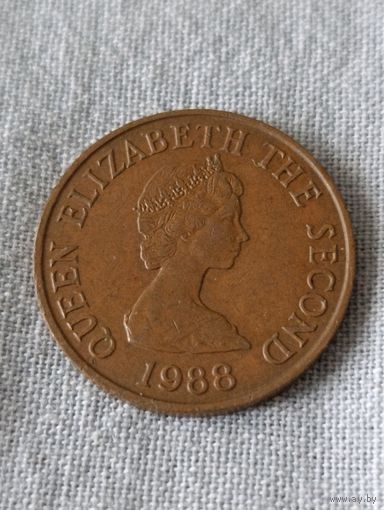 QUEEN ELIZABETH THE SECOND
1988
www.ay.by